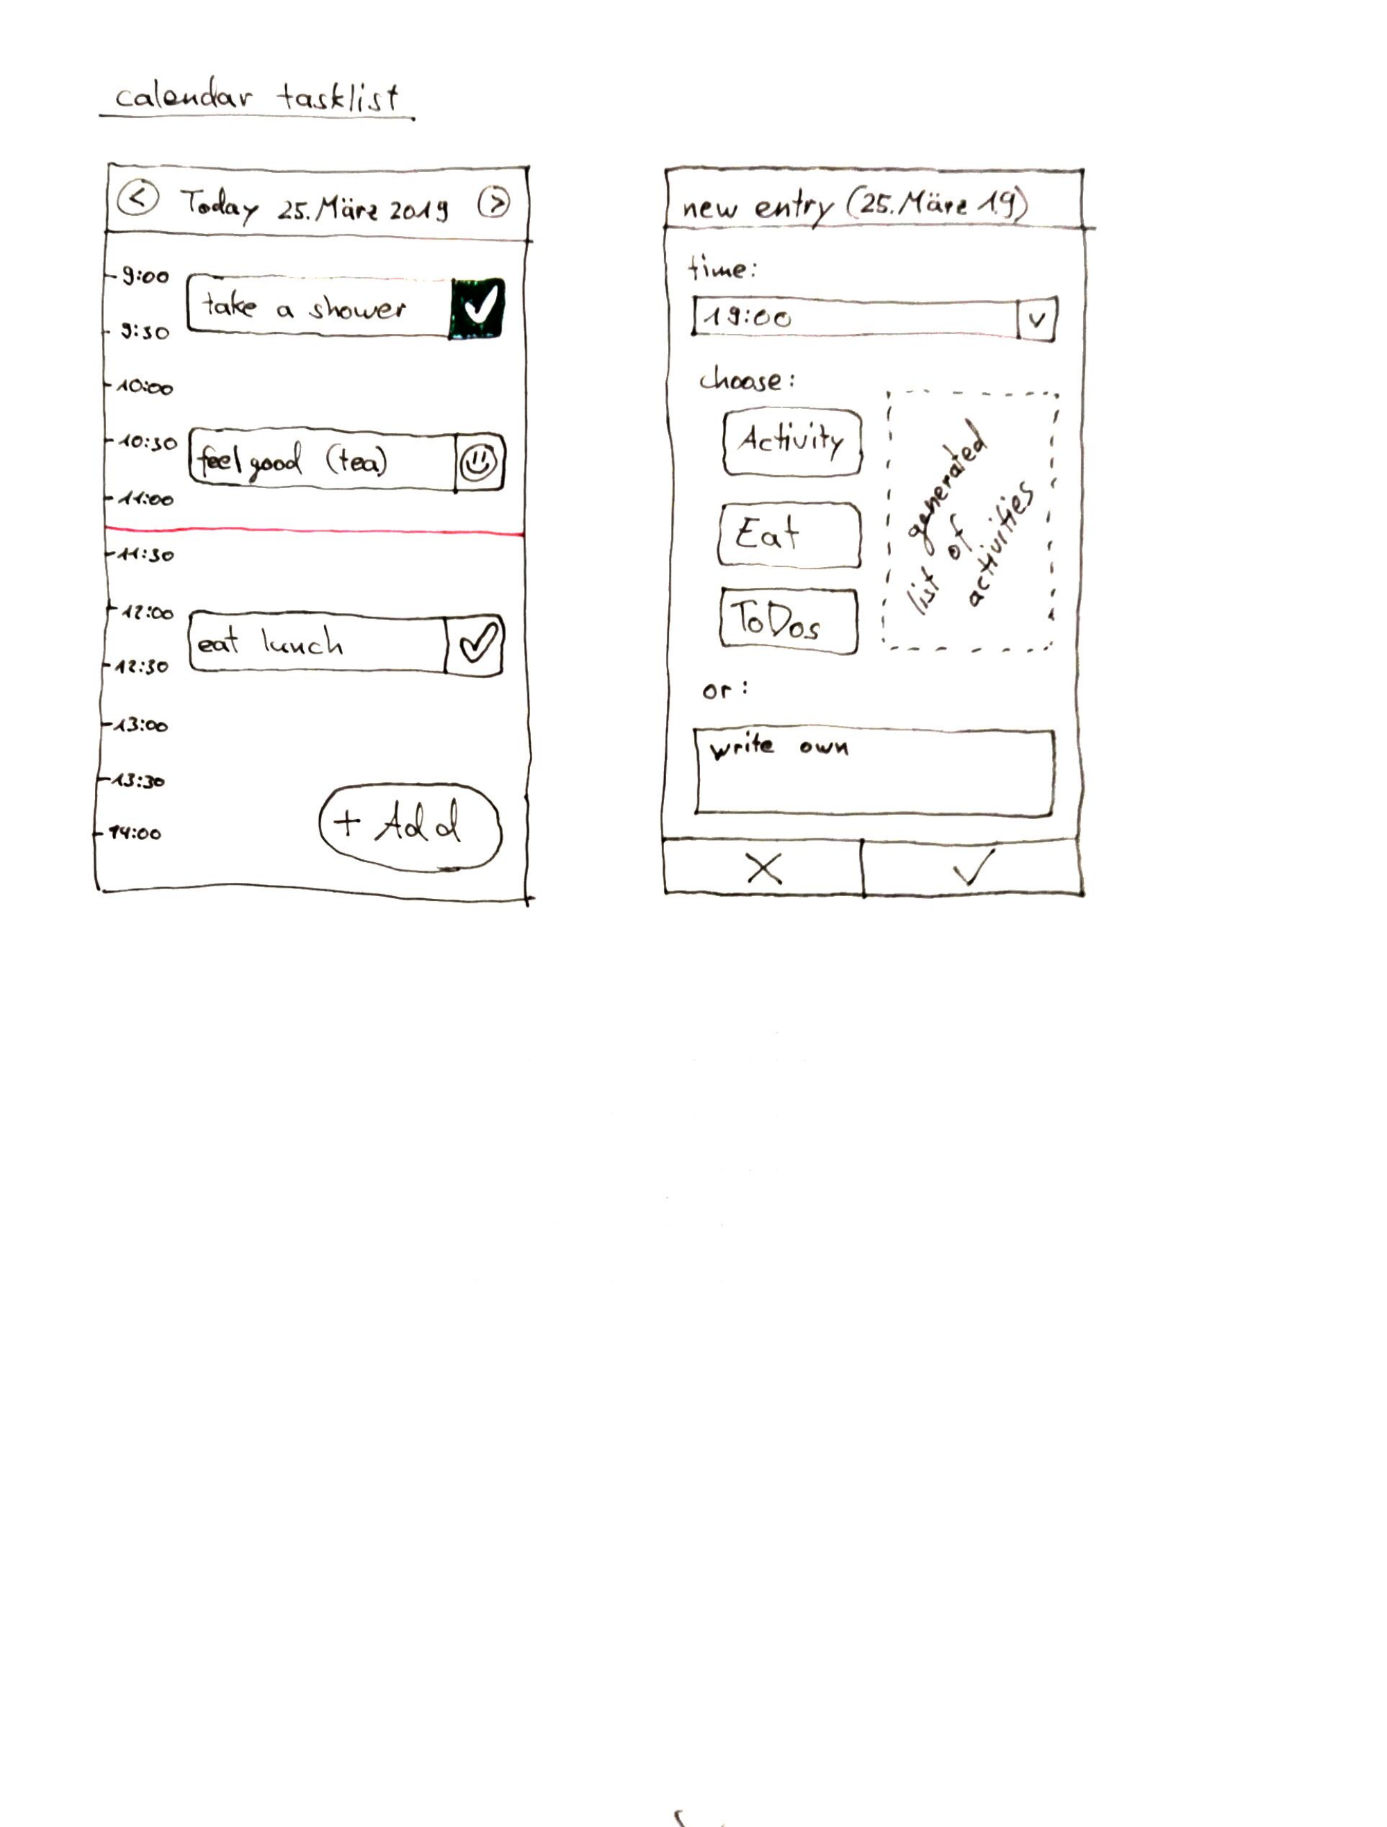 calendar tasklist
< Today 25. März 2019 >
9:00
take a shower
9:30
10:00
10:30
feel good (tea)
11:00
11:30
12:00
eat lunch
12:30
13:00
13:30
+ Add
14:00
new entry (25. März 19)
time:
19:00
choose:
Activity
Eat
ToDos
generated
list of
activities
or:
write own